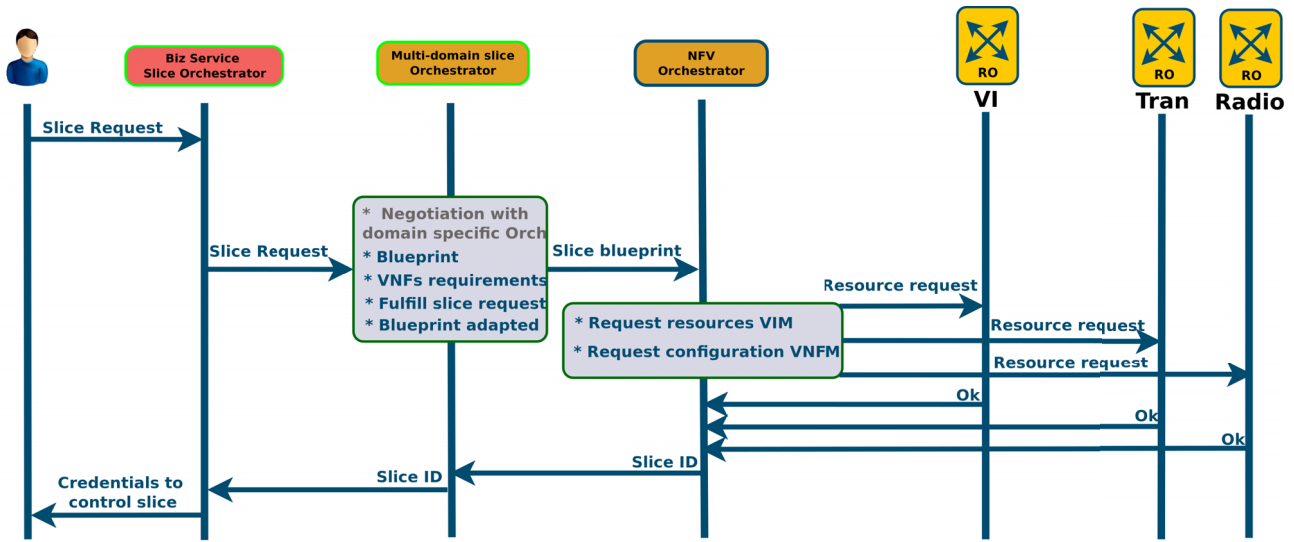 Biz Service
Slice Orchestrator
Multi-domain slice
Orchestrator
NFV
Orchestrator
RO
VI
RO
Tran
RO
Radio
Slice Request
Slice Request
* Negotiation with
domain specific Orch
* Blueprint
* VNFs requirements
* Fulfill slice request
* Blueprint adapted
Slice blueprint
* Request resources VIM
* Request configuration VNFM
Resource request
Resource request
Resource request
Ok
Ok
Ok
Slice ID
Slice ID
Credentials to
control slice